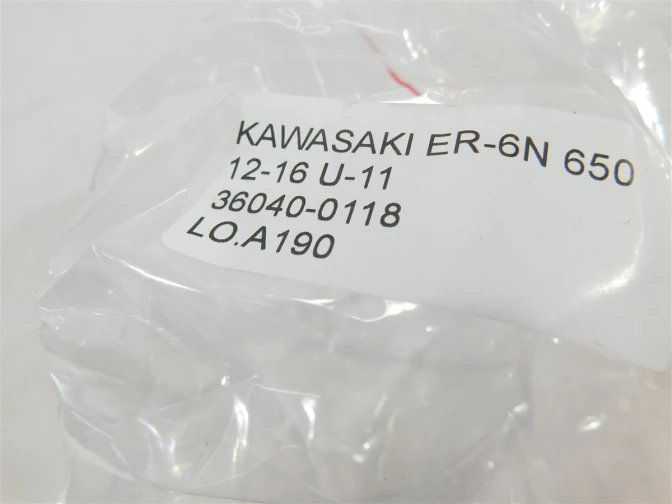 KAWASAKI ER-6N 650
12-16 U-11
36040-0118
LO.A190